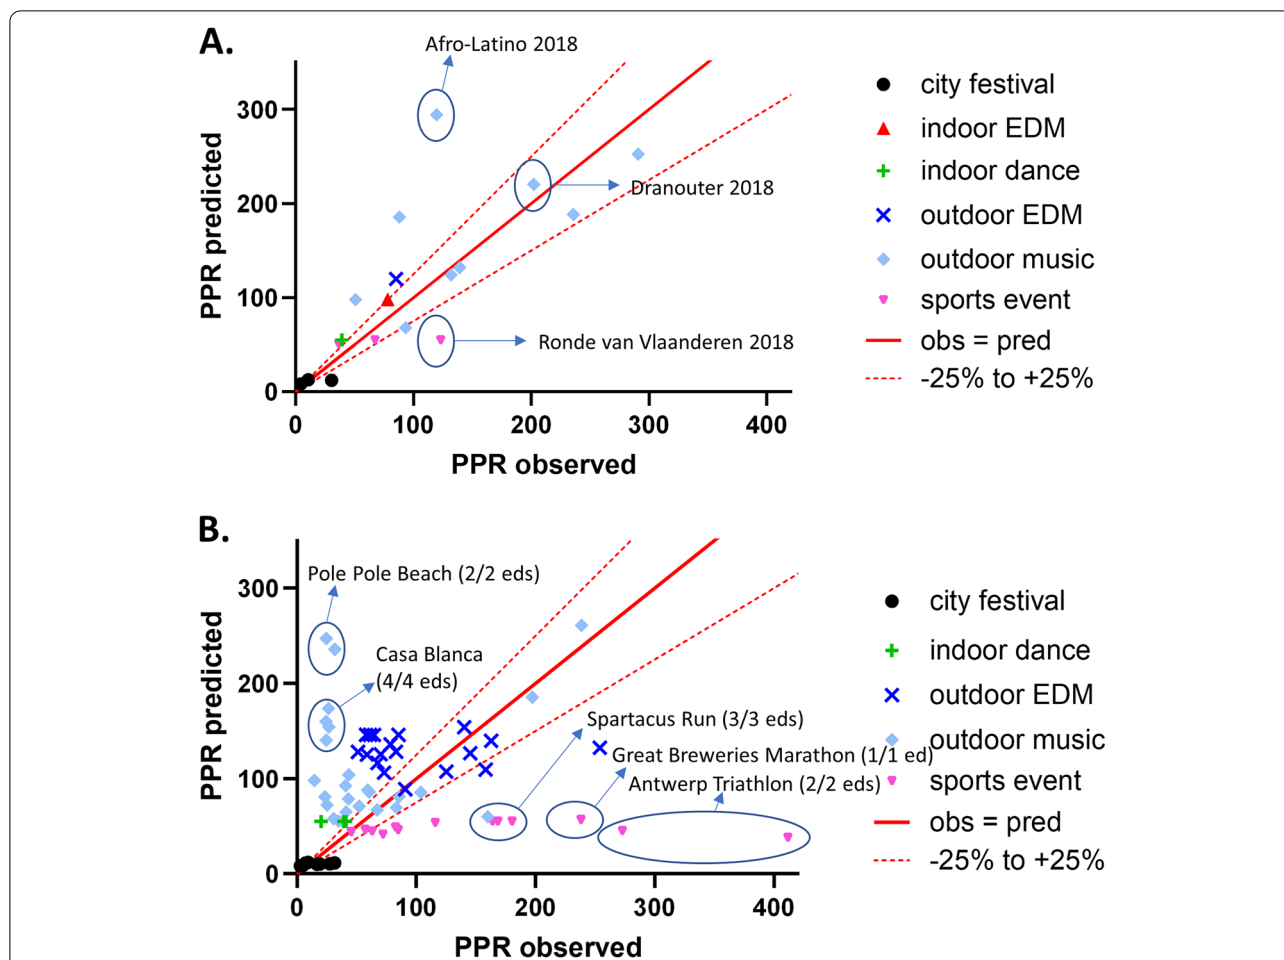 A.
Afro-Latino 2018
300
200
100
0
PPR predicted
Dranouter 2018
Ronde van Vlaanderen 2018
0 100 200 300 400
PPR observed
city festival
indoor EDM
indoor dance
outdoor EDM
outdoor music
sports event
obs = pred
-25% to +25%
B.
Pole Pole Beach (2/2 eds)
Casa Blanca
(4/4 eds)
Spartacus Run (3/3 eds)
Great Breweries Marathon (1/1 ed)
Antwerp Triathlon (2/2 eds)
300
200
100
0
PPR predicted
0 100 200 300 400
PPR observed
city festival
indoor dance
outdoor EDM
outdoor music
sports event
obs = pred
-25% to +25%